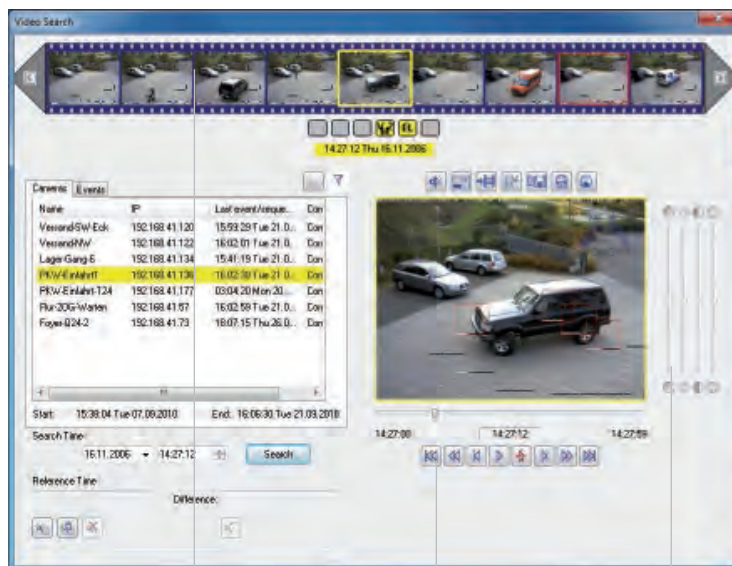 Video Search
14:27:12 Thu 16.11.2006
Cameras Events
Name IP Last event/reque... Con
Versand-SW-Eck 192.168.41.120 15:59:29 Tue 21.0... Con
Versand-NW 192.168.41.122 16:02:01 Tue 21.0... Con
Lager-Gang-6 192.168.41.134 15:41:19 Tue 21.0... Con
PKW-Einfahrt1 192.168.41.136 16:02:30 Tue 21.0... Con
PKW-Einfahrt-T24 192.168.41.177 03:04:20 Mon 20.... Con
Flur-2OG-Warten 192.168.41.67 16:02:59 Tue 21.0... Con
Foyer-Q24-2 192.168.41.73 18:07:15 Thu 26.0... Con
Start: 15:39:04 Tue 07.09.2010 End: 16:06:30 Tue 21.09.2010
Search Time
16.11.2006 14:27:12 Search
14:27:00 14:27:12 14:27:59
Reference Time
Difference: